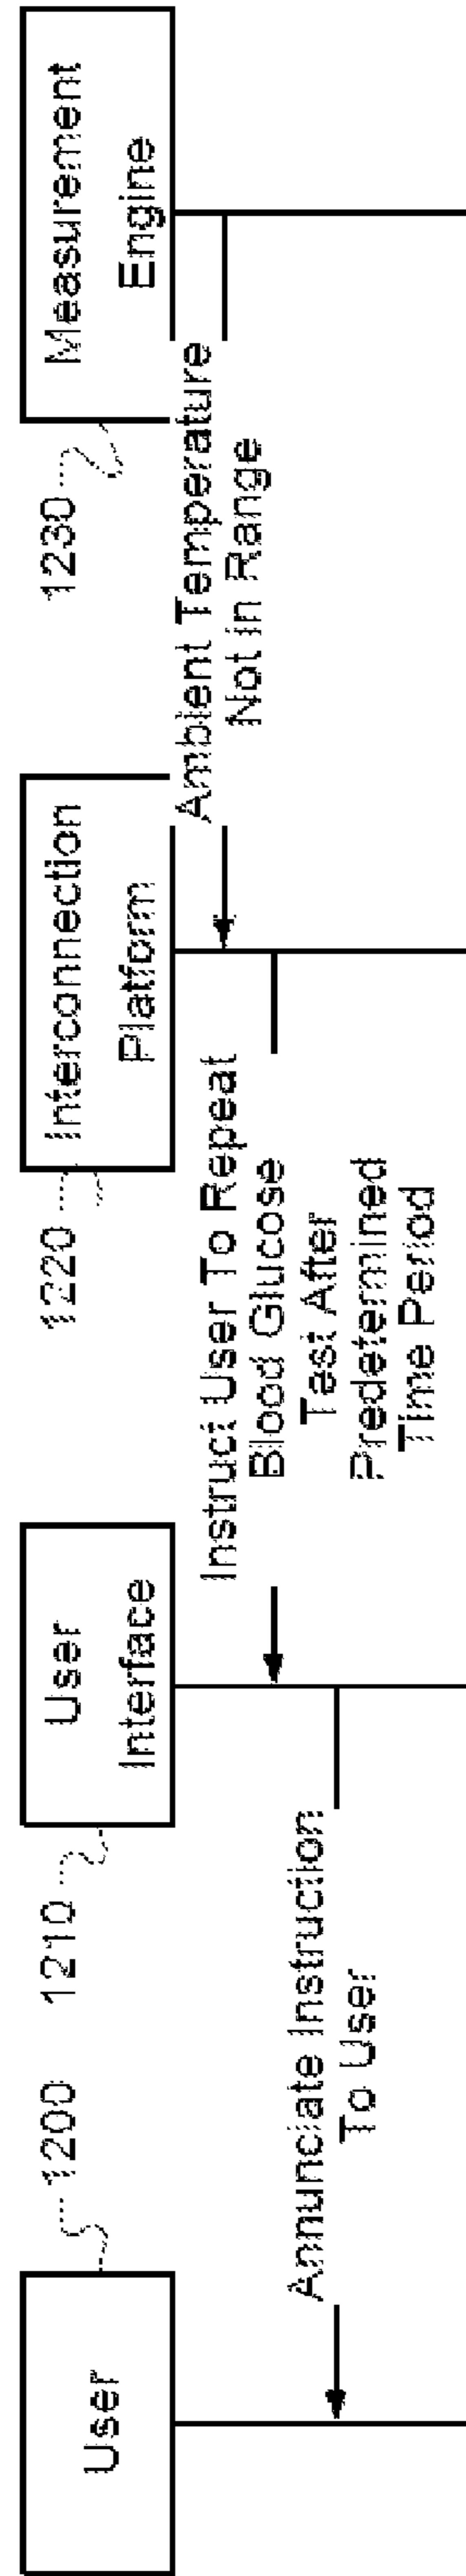 User
1200
1210
User
Interface
1220
Interconnection
Platform
1230
Measurement
Engine
Ambient Temperature
Not in Range
Instruct User To Repeat
Blood Glucose
Test After
Predetermined
Time Period
Annunciate Instruction
To User